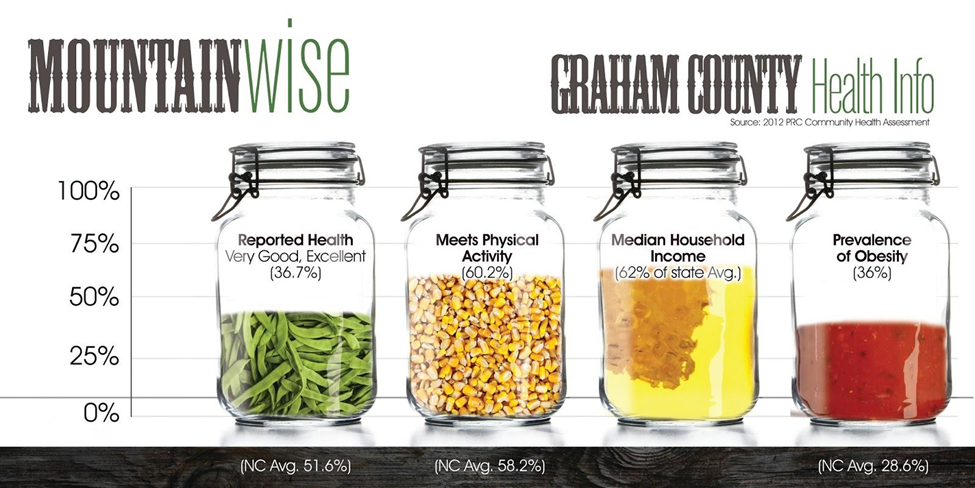 MOUNTAINwise
GRAHAM COUNTY Health Info
Source: 2012 PRC Community Health Assessment
100%
75%
50%
25%
0%
Reported Health
Very Good, Excellent
(36.7%)
Meets Physical
Activity
(60.2%)
Median Household
Income
(62% of state Avg.)
Prevalence
of Obesity
(36%)
(NC Avg. 51.6%)
(NC Avg. 58.2%)
(NC Avg. 28.6%)